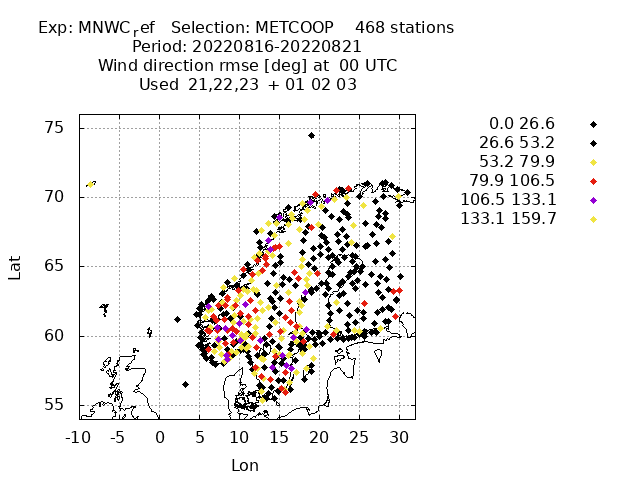 Exp: MNWC_ref   Selection: METCOOP    468 stations
Period: 20220816-20220821
Wind direction rmse [deg] at  00 UTC
Used  21,22,23  + 01 02 03
0.0 26.6
26.6 53.2
53.2 79.9
79.9 106.5
106.5 133.1
133.1 159.7
75
70
65
60
55
Lat
-10 -5 0 5 10 15 20 25 30
Lon